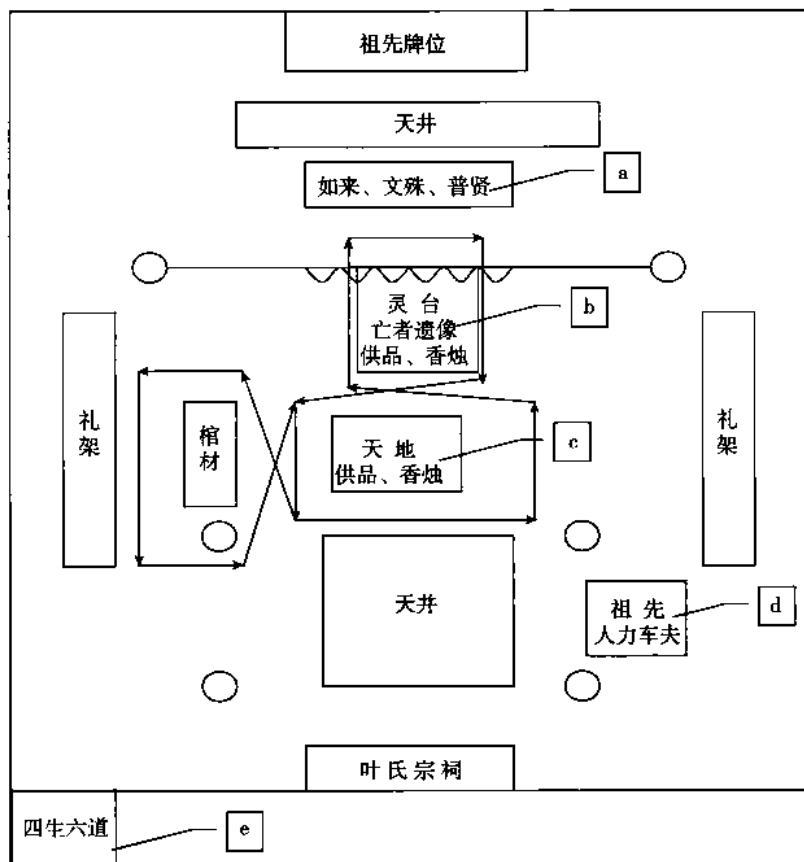 祖先牌位
天井
如来、文殊、普贤
a
灵台
亡者遗像
供品、香烛
b
礼架
棺材
天地
供品、香烛
c
礼架
天井
祖先
人力车夫
d
叶氏宗祠
四生六道
e